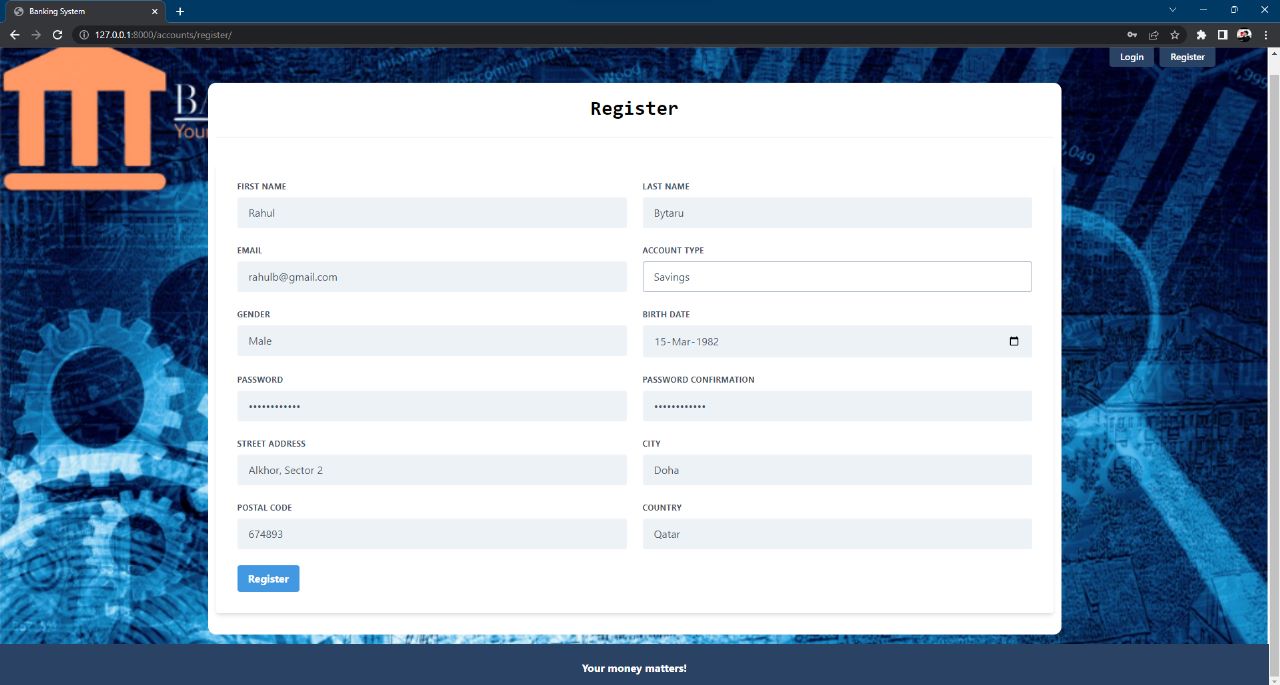 Banking System
127.0.0.1:8000/accounts/register/
Login Register
Your
Register
FIRST NAME LAST NAME
Rahul Bytaru
EMAIL ACCOUNT TYPE
rahulb@gmail.com Savings
GENDER BIRTH DATE
Male 15-Mar-1982
PASSWORD PASSWORD CONFIRMATION
•••••••••••• ••••••••••••
STREET ADDRESS CITY
Alkhor, Sector 2 Doha
POSTAL CODE COUNTRY
674893 Qatar
Register
Your money matters!